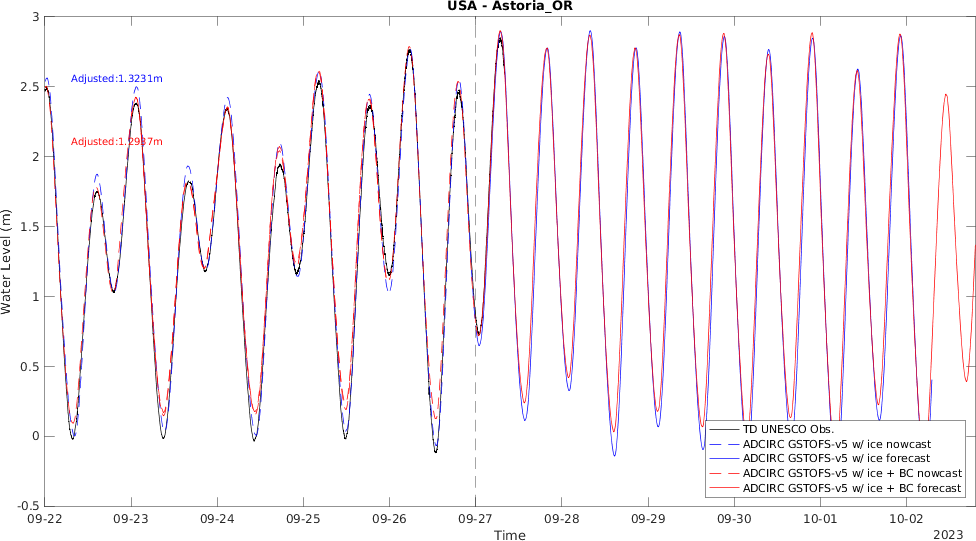 USA - Astoria_OR
3
2.5
2
1.5
1
0.5
0
-0.5
Water Level (m)
Adjusted:1.3231m
Adjusted:1.2937m
TD UNESCO Obs.
ADCIRC GSTOFS-v5 w/ ice nowcast
ADCIRC GSTOFS-v5 w/ ice forecast
ADCIRC GSTOFS-v5 w/ ice + BC nowcast
ADCIRC GSTOFS-v5 w/ ice + BC forecast
09-22 09-23 09-24 09-25 09-26 09-27 09-28 09-29 09-30 10-01 10-02
Time
2023